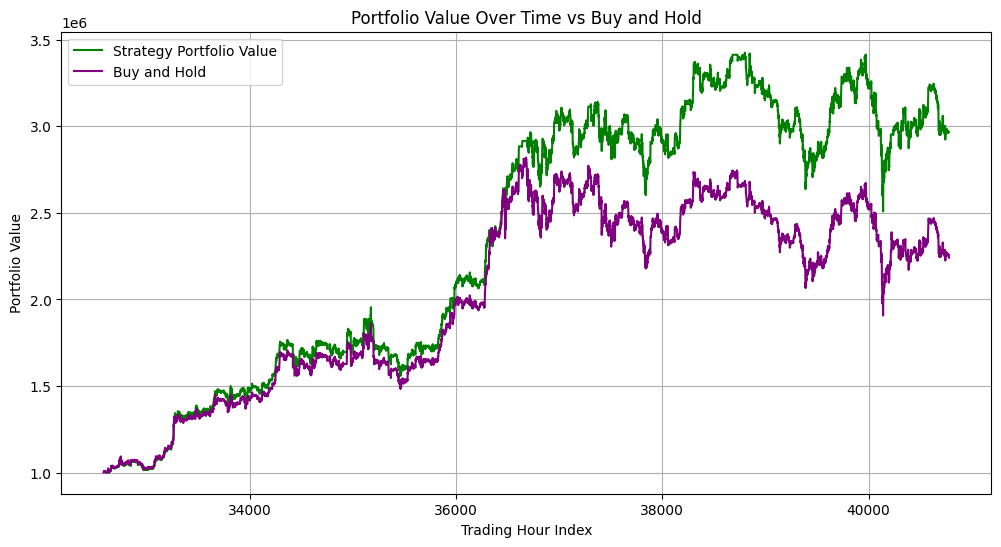 Portfolio Value Over Time vs Buy and Hold
1e6
Strategy Portfolio Value
Buy and Hold
3.5
3.0
2.5
2.0
1.5
1.0
Portfolio Value
34000 36000 38000 40000
Trading Hour Index